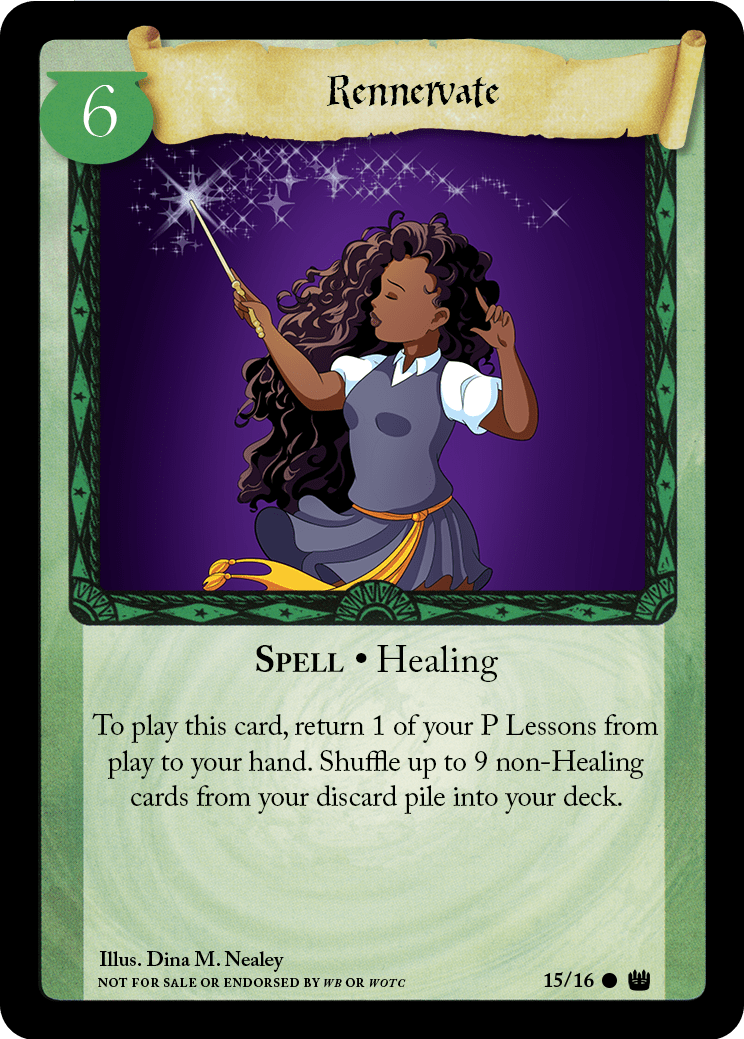 Rennervate
6
SPELL • Healing
To play this card, return 1 of your P Lessons from
play to your hand. Shuffle up to 9 non-Healing
cards from your discard pile into your deck.
Illus. Dina M. Nealey
NOT FOR SALE OR ENDORSED BY WB OR WOTC
15/16